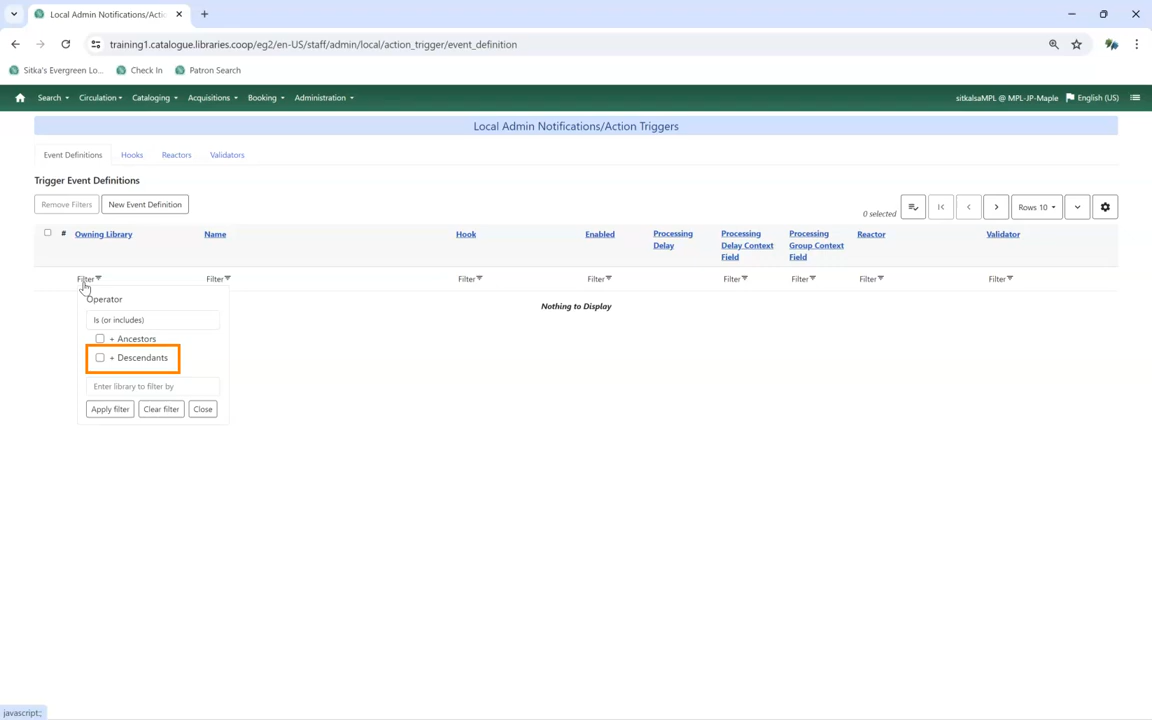 Local Admin Notifications/Actio
training1.catalogue.libraries.coop/eg2/en-US/staff/admin/local/action_trigger/event_definition
Sitka's Evergreen Lo... Check In Patron Search
Search Circulation Cataloging Acquisitions Booking Administration sitkalsaMPL @ MPL-JP-Maple English (US)
Local Admin Notifications/Action Triggers
Event Definitions Hooks Reactors Validators
Trigger Event Definitions
Remove Filters New Event Definition 0 selected Rows 10
# Owning Library Name Hook Enabled Processing Delay Processing Delay Context Field Processing Group Context Field Reactor Validator
Filter Filter Filter Filter Filter Filter Filter Filter
Operator
Nothing to Display
Is (or includes)
+ Ancestors
+ Descendants
Enter library to filter by
Apply filter Clear filter Close
javascript:;